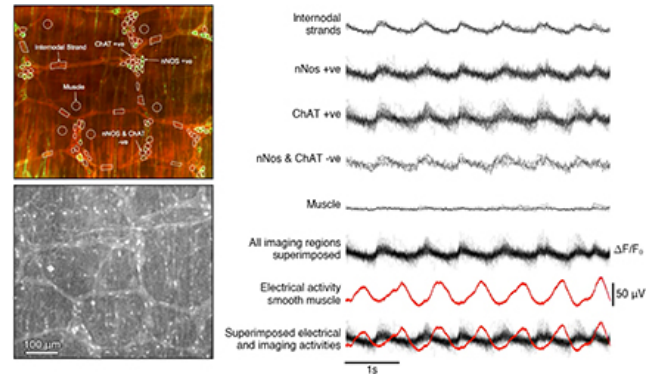 ChAT +ve
Internodal Strand
nNOS +ve
Muscle
nNOS & ChAT
-ve
100 µm
Internodal
strands
nNos +ve
ChAT +ve
nNos & ChAT -ve
Muscle
All imaging regions
superimposed
ΔF/F₀
Electrical activity
smooth muscle
50 µV
Superimposed electrical
and imaging activities
1s